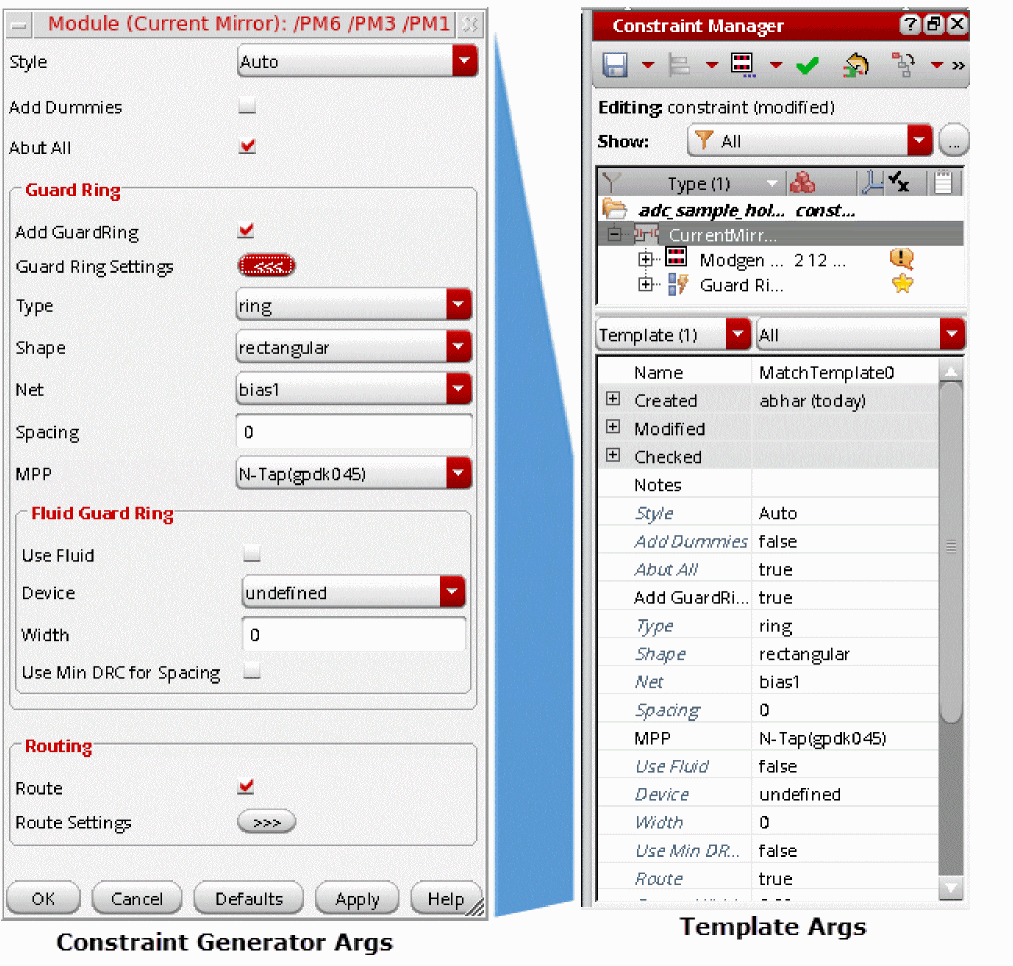 Module (Current Mirror): /PM6 /PM3 /PM1
Style Auto
Add Dummies
Abut All
Guard Ring
Add GuardRing
Guard Ring Settings <<<
Type ring
Shape rectangular
Net bias1
Spacing 0
MPP N-Tap(gpdk045)
Fluid Guard Ring
Use Fluid
Device undefined
Width 0
Use Min DRC for Spacing
Routing
Route
Route Settings >>>
OK Cancel Defaults Apply Help
Constraint Generator Args
Constraint Manager
Editing: constraint (modified)
Show: All ...
Type (1)
adc_sample_hol... const...
CurrentMirr...
Modgen ... 2 12 ...
Guard Ri...
Template (1) All
Name MatchTemplate0
Created abhar (today)
Modified
Checked
Notes
Style Auto
Add Dummies false
Abut All true
Add GuardRi... true
Type ring
Shape rectangular
Net bias1
Spacing 0
MPP N-Tap(gpdk045)
Use Fluid false
Device undefined
Width 0
Use Min DR... false
Route true
Template Args